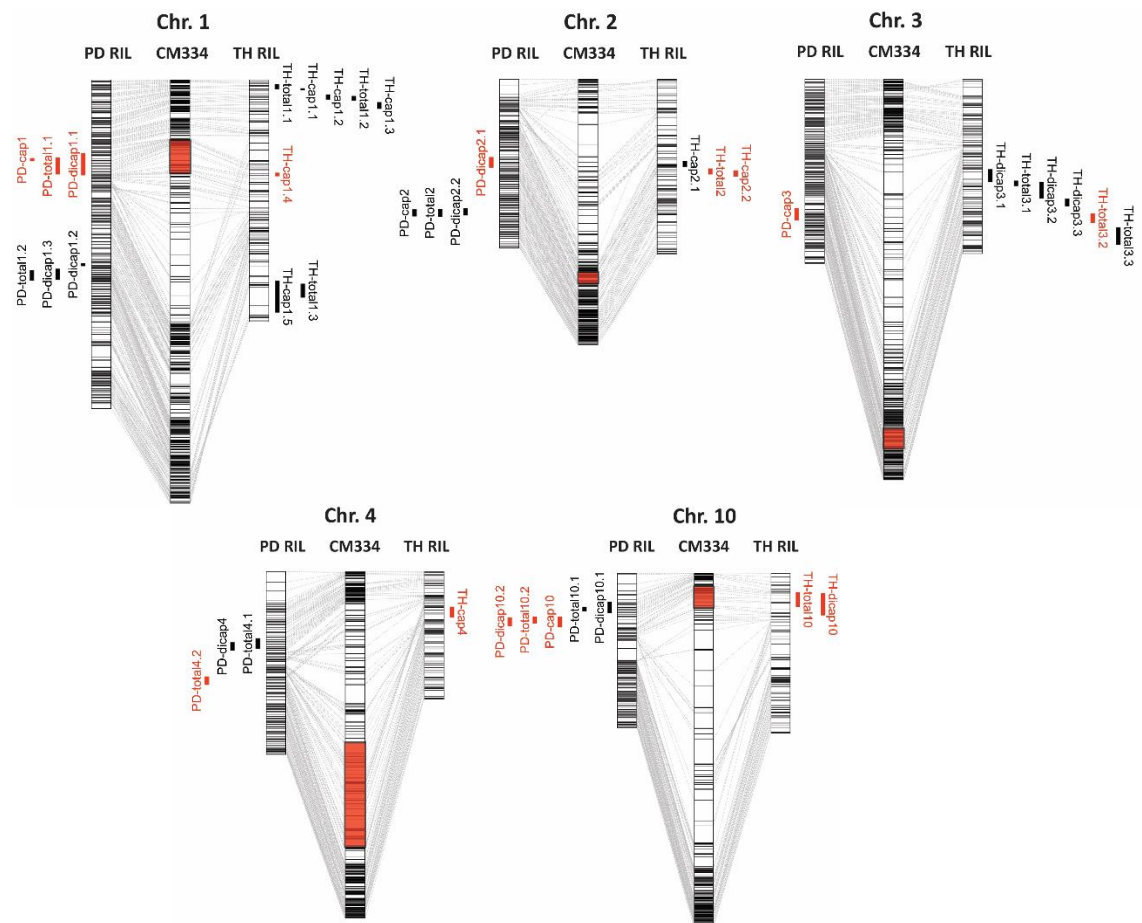 Chr. 1
PD RIL
CM334
TH RIL
PD-cap1
PD-total1.1
PD-dicap1.1
PD-total1.2
PD-dicap1.3
PD-dicap1.2
TH-total1.1
TH-cap1.1
TH-cap1.2
TH-total1.2
TH-cap1.3
TH-cap1.4
TH-cap1.5
TH-total1.3
Chr. 2
PD RIL
CM334
TH RIL
PD-dicap2.1
PD-cap2
PD-total2
PD-dicap2.2
TH-cap2.1
TH-total2
TH-cap2.2
Chr. 3
PD RIL
CM334
TH RIL
PD-cap3
TH-dicap3.1
TH-total3.1
TH-dicap3.2
TH-dicap3.3
TH-total3.2
TH-total3.3
Chr. 4
PD RIL
CM334
TH RIL
PD-total4.2
PD-dicap4
PD-total4.1
TH-cap4
Chr. 10
PD RIL
CM334
TH RIL
PD-dicap10.2
PD-total10.2
PD-cap10
PD-total10.1
PD-dicap10.1
TH-total10
TH-dicap10